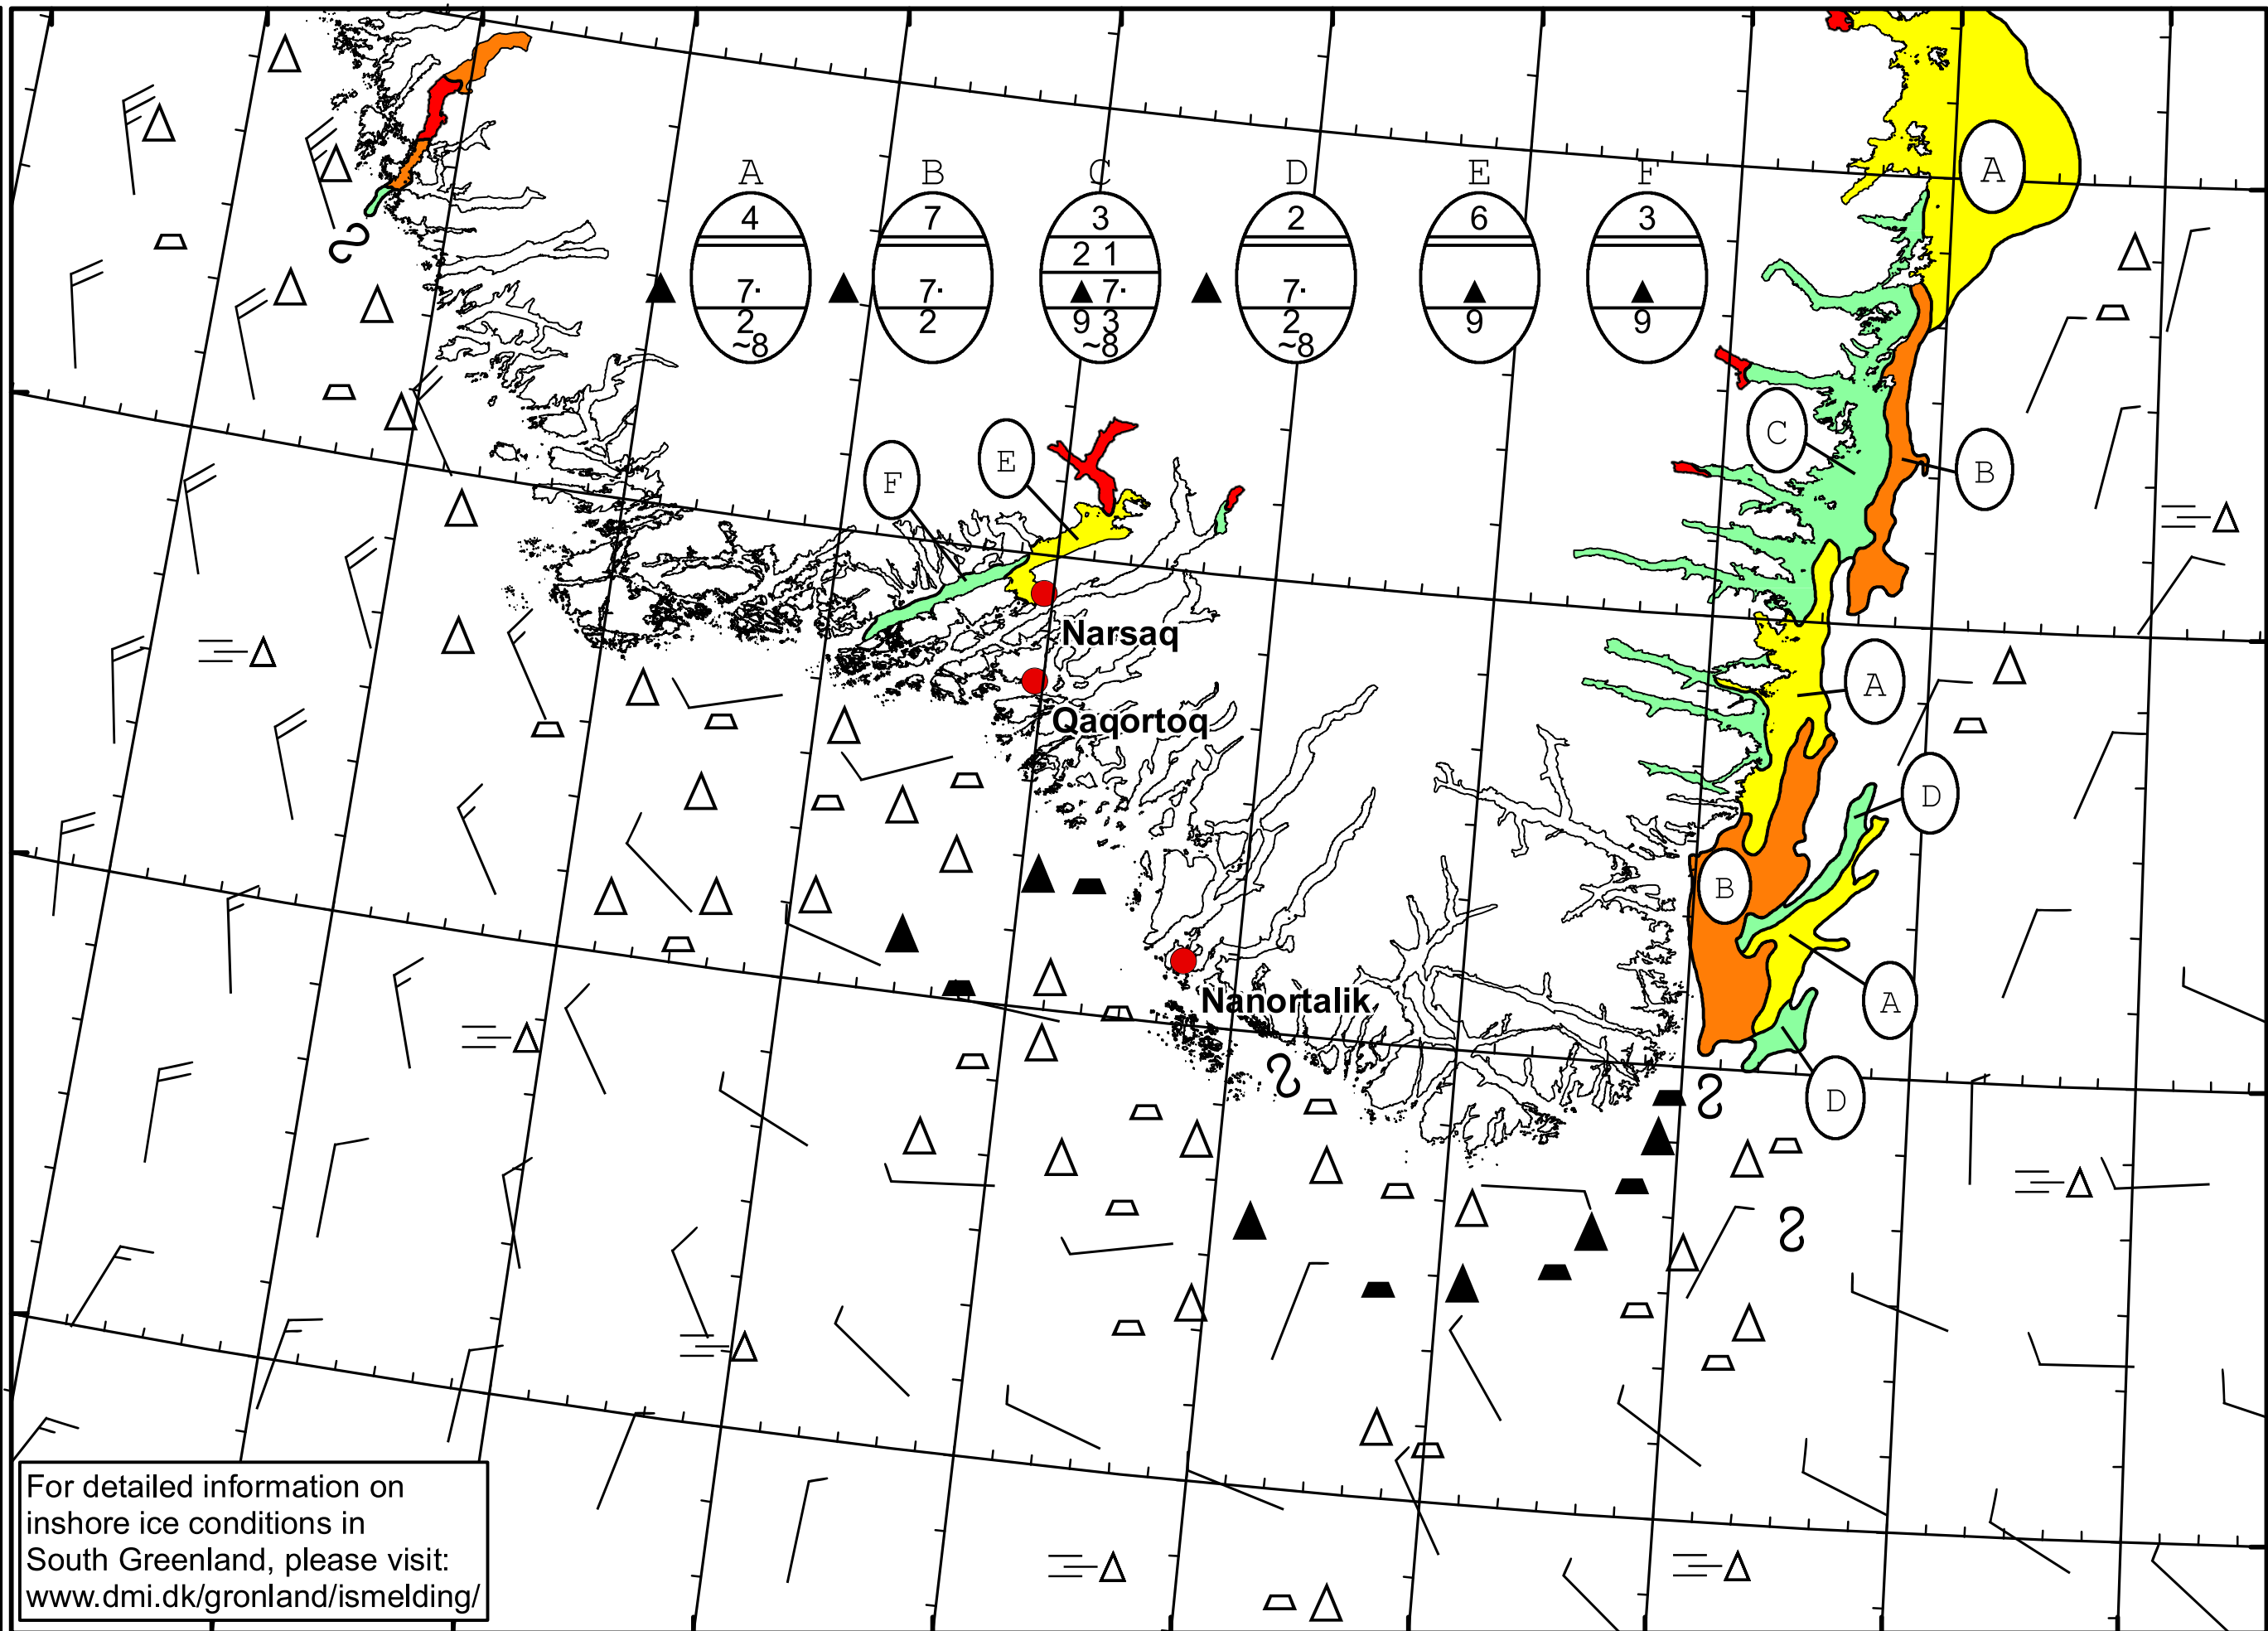 A B C D E F
4 7 3 2 6 3
2 1
7· 7· 7· 7·
2 2 9 3 2 9 9
~8 ~8 ~8
A
C
B
F
E
Narsaq
A
Qaqortoq
D
B
Nanortalik
A
D
For detailed information on
inshore ice conditions in
South Greenland, please visit:
www.dmi.dk/gronland/ismelding/